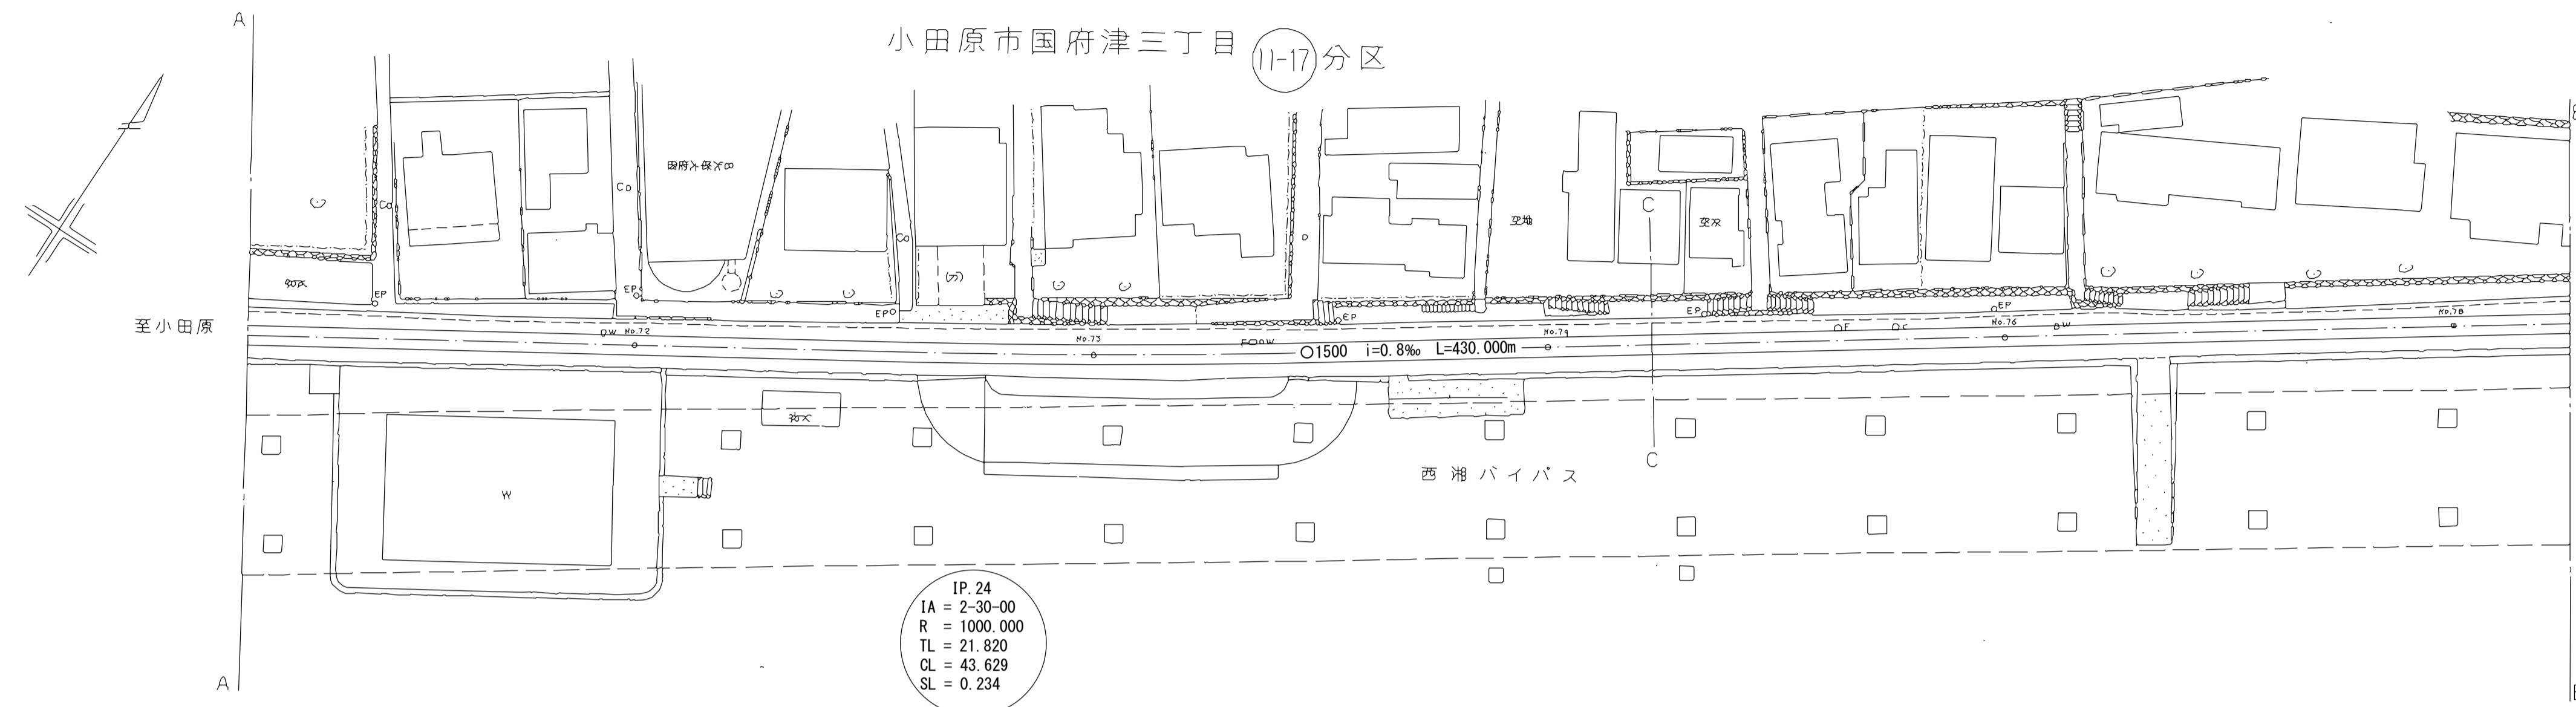 A
小田原市国府津三丁目 11-17 分区
CO
CO
CO
D
空地
C
EP
EP
EP
EP
EP
EP
至小田原
No.72
No.73
No.76
No.78
W
F
W
F
W
○1500 i=0.8‰ L=430.000m
W
西湘バイパス
C
IP.24
IA = 2-30-00
R = 1000.000
TL = 21.820
CL = 43.629
SL = 0.234
A